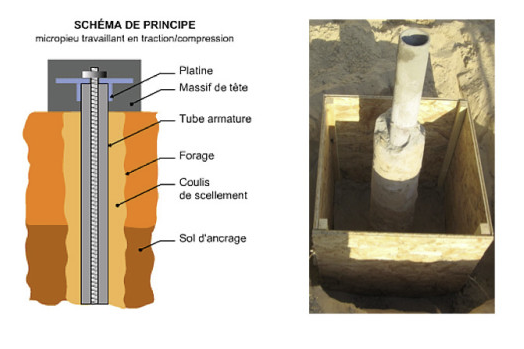 SCHÉMA DE PRINCIPE
micropieu travaillant en traction/compression
Platine
Massif de tête
Tube armature
Forage
Coulis
de scellement
Sol d'ancrage